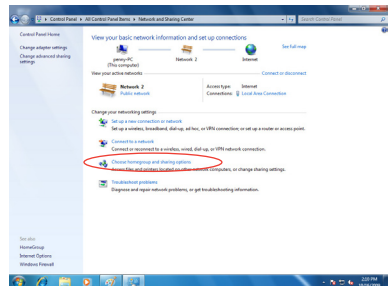 Control Panel ▸ All Control Panel Items ▸ Network and Sharing Center
Search Control Panel
Control Panel Home
Change adapter settings
Change advanced sharing
settings
View your basic network information and set up connections
See full map
penny-PC
(This computer)
Network 2
Internet
View your active networks
Connect or disconnect
Network 2
Public network
Access type: Internet
Connections: Local Area Connection
Change your networking settings
Set up a new connection or network
Set up a wireless, broadband, dial-up, ad hoc, or VPN connection; or set up a router or access point.
Connect to a network
Connect or reconnect to a wireless, wired, dial-up, or VPN network connection.
Choose homegroup and sharing options
Access files and printers located on other network computers, or change sharing settings.
Troubleshoot problems
Diagnose and repair network problems, or get troubleshooting information.
See also
HomeGroup
Internet Options
Windows Firewall
2:10 PM